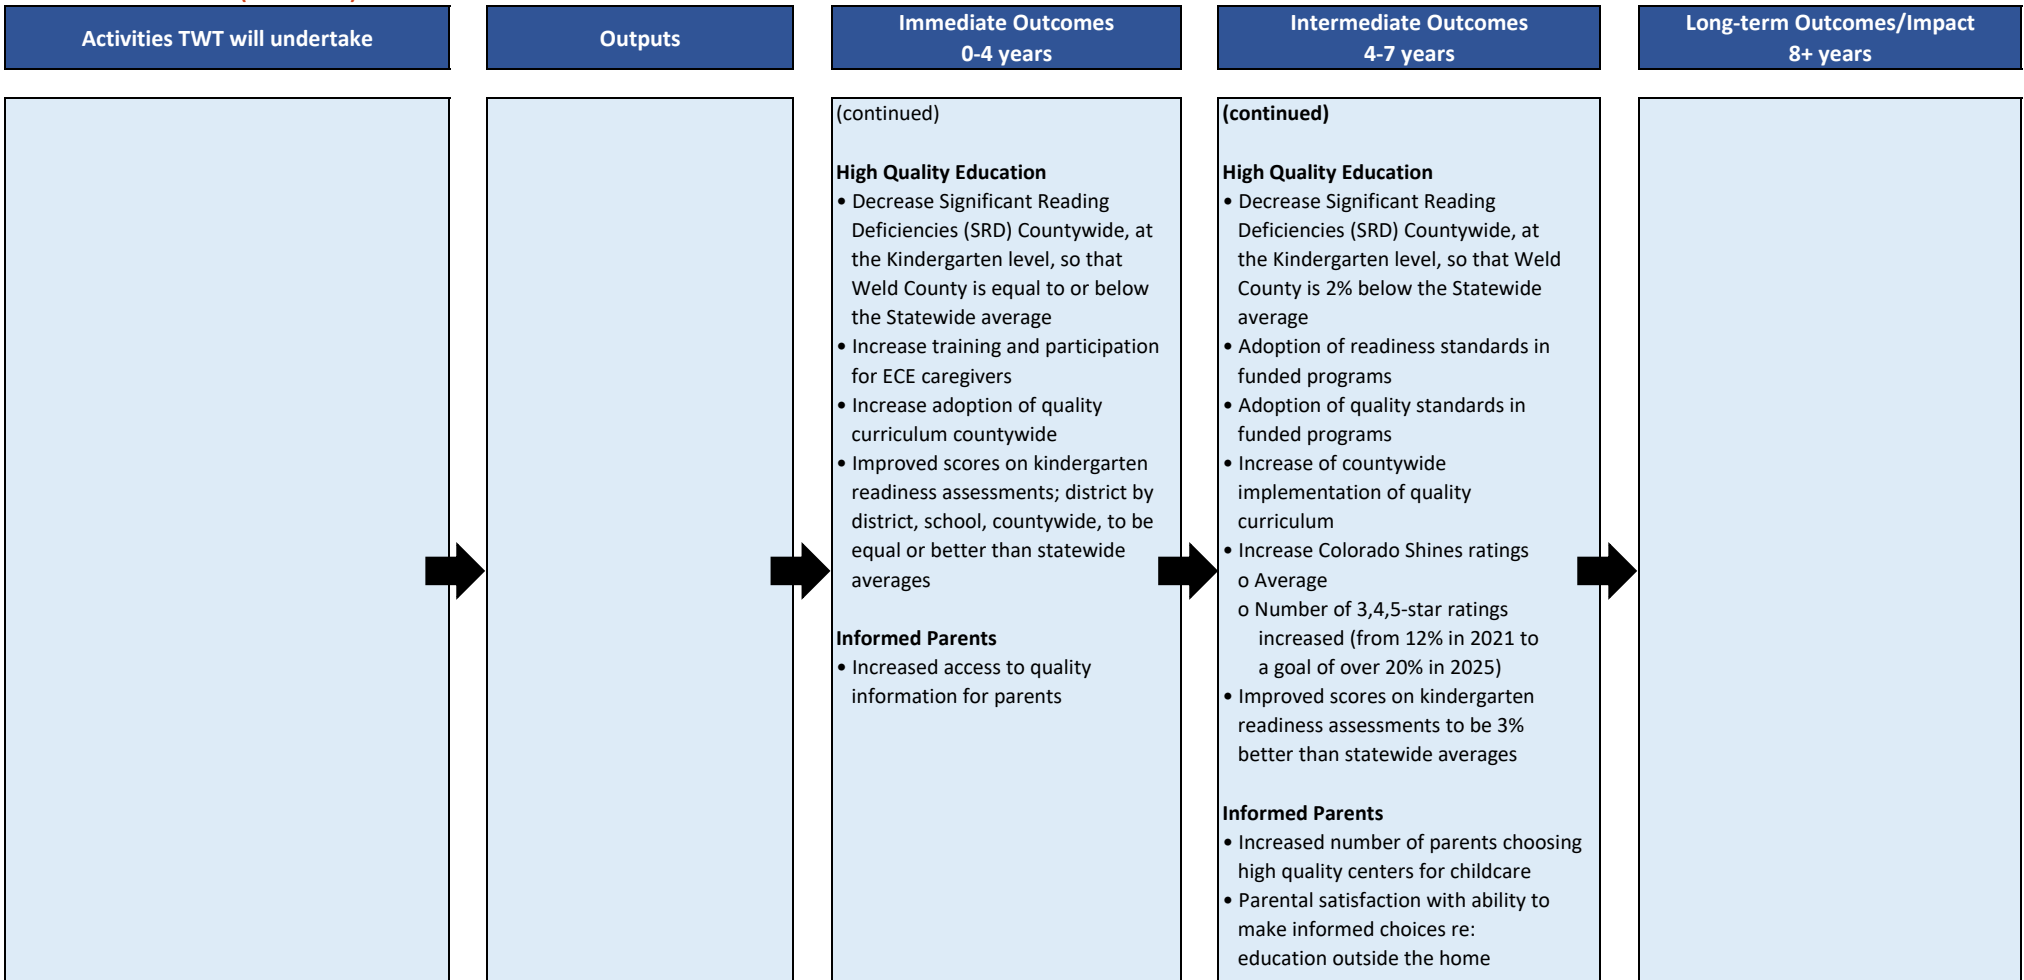 Activities TWT will undertake
Outputs
Immediate Outcomes
0-4 years
Intermediate Outcomes
4-7 years
Long-term Outcomes/Impact
8+ years
(continued)
High Quality Education
• Decrease Significant Reading
Deficiencies (SRD) Countywide, at
the Kindergarten level, so that
Weld County is equal to or below
the Statewide average
• Increase training and participation
for ECE caregivers
• Increase adoption of quality
curriculum countywide
• Improved scores on kindergarten
readiness assessments; district by
district, school, countywide, to be
equal or better than statewide
averages
Informed Parents
• Increased access to quality
information for parents
(continued)
High Quality Education
• Decrease Significant Reading
Deficiencies (SRD) Countywide, at
the Kindergarten level, so that Weld
County is 2% below the Statewide
average
• Adoption of readiness standards in
funded programs
• Adoption of quality standards in
funded programs
• Increase of countywide
implementation of quality
curriculum
• Increase Colorado Shines ratings
o Average
o Number of 3,4,5-star ratings
increased (from 12% in 2021 to
a goal of over 20% in 2025)
• Improved scores on kindergarten
readiness assessments to be 3%
better than statewide averages
Informed Parents
• Increased number of parents choosing
high quality centers for childcare
• Parental satisfaction with ability to
make informed choices re:
education outside the home